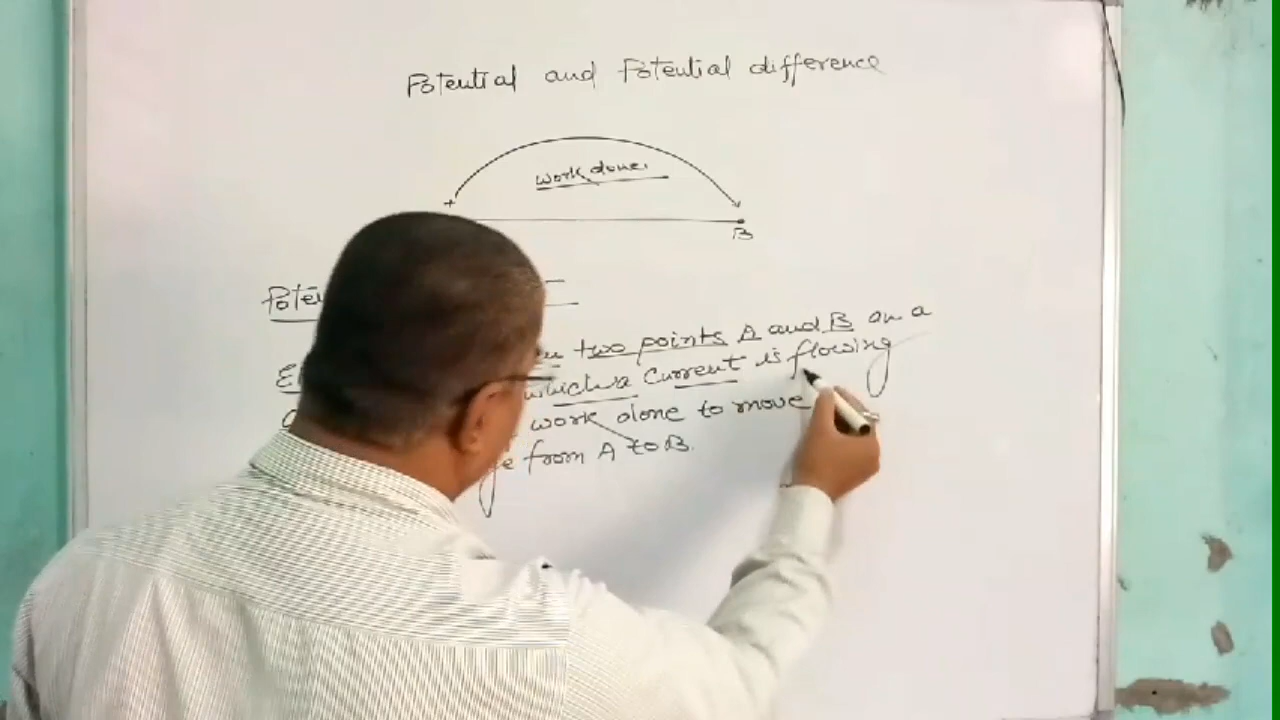 Potential and Potential difference
work done.
B
two points A and B on a
which a current is flowing
work done to move
from A to B.